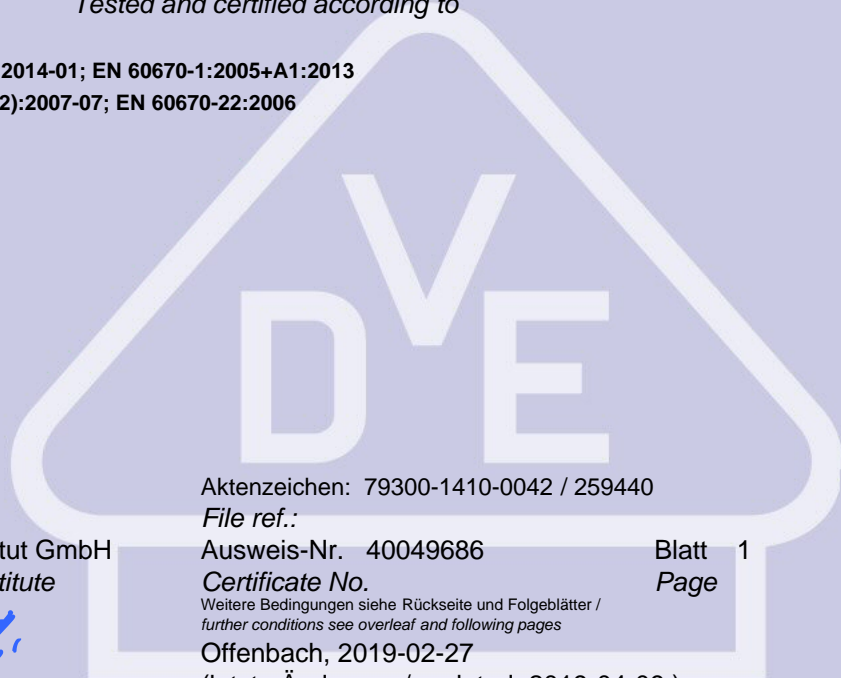 Tested and certified according to
2014-01; EN 60670-1:2005+A1:2013
2):2007-07; EN 60670-22:2006
VDE
Aktenzeichen: 79300-1410-0042 / 259440
File ref.:
tut GmbH Ausweis-Nr. 40049686 Blatt 1
titute Certificate No. Page
Weitere Bedingungen siehe Rückseite und Folgeblätter /
further conditions see overleaf and following pages
Offenbach, 2019-02-27